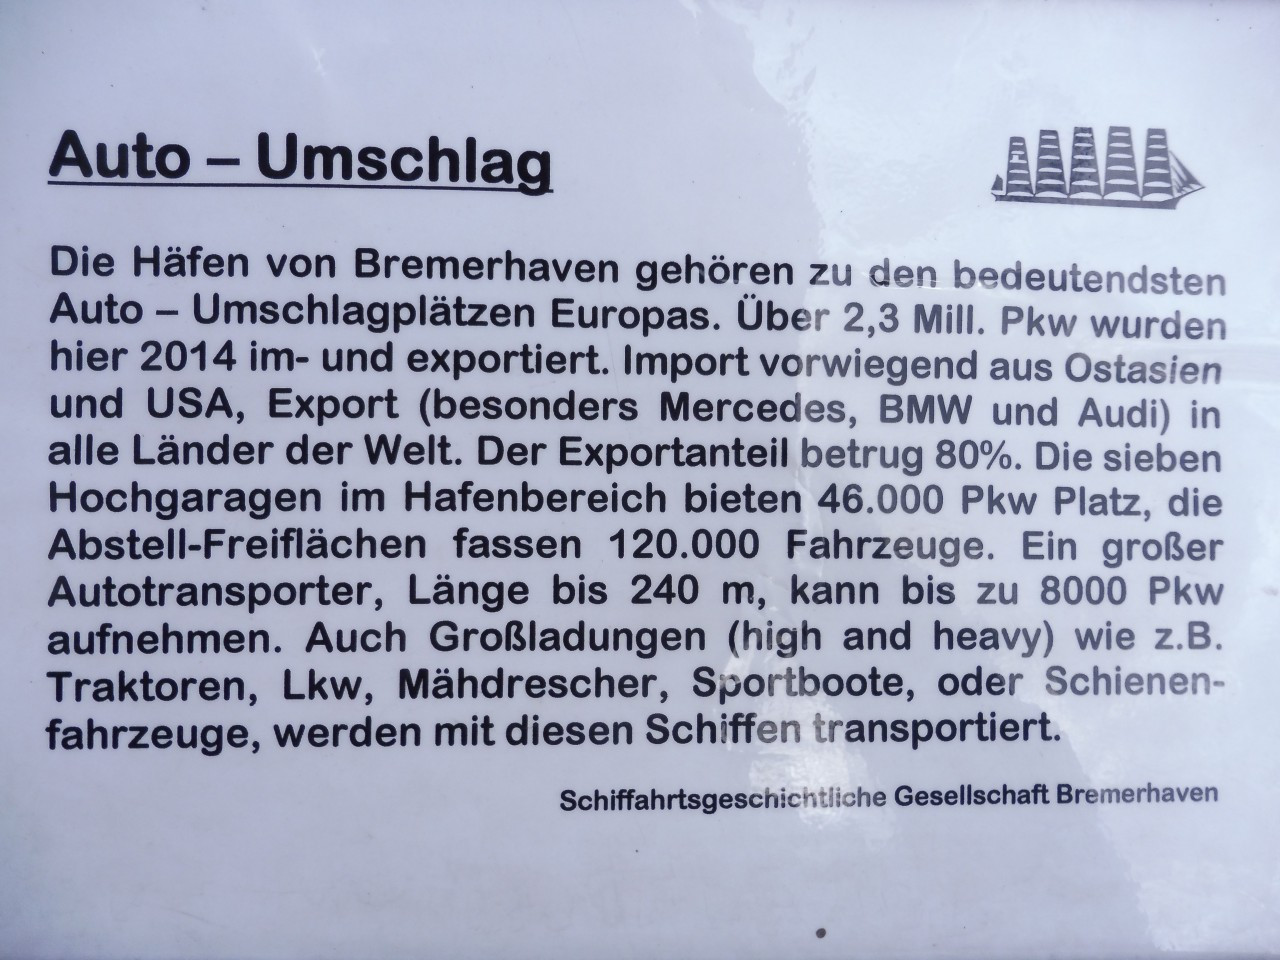 Auto – Umschlag
Die Häfen von Bremerhaven gehören zu den bedeutendsten
Auto – Umschlagplätzen Europas. Über 2,3 Mill. Pkw wurden
hier 2014 im- und exportiert. Import vorwiegend aus Ostasien
und USA, Export (besonders Mercedes, BMW und Audi) in
alle Länder der Welt. Der Exportanteil betrug 80%. Die sieben
Hochgaragen im Hafenbereich bieten 46.000 Pkw Platz, die
Abstell-Freiflächen fassen 120.000 Fahrzeuge. Ein großer
Autotransporter, Länge bis 240 m, kann bis zu 8000 Pkw
aufnehmen. Auch Großladungen (high and heavy) wie z.B.
Traktoren, Lkw, Mähdrescher, Sportboote, oder Schienen-
fahrzeuge, werden mit diesen Schiffen transportiert.
Schiffahrtsgeschichtliche Gesellschaft Bremerhaven